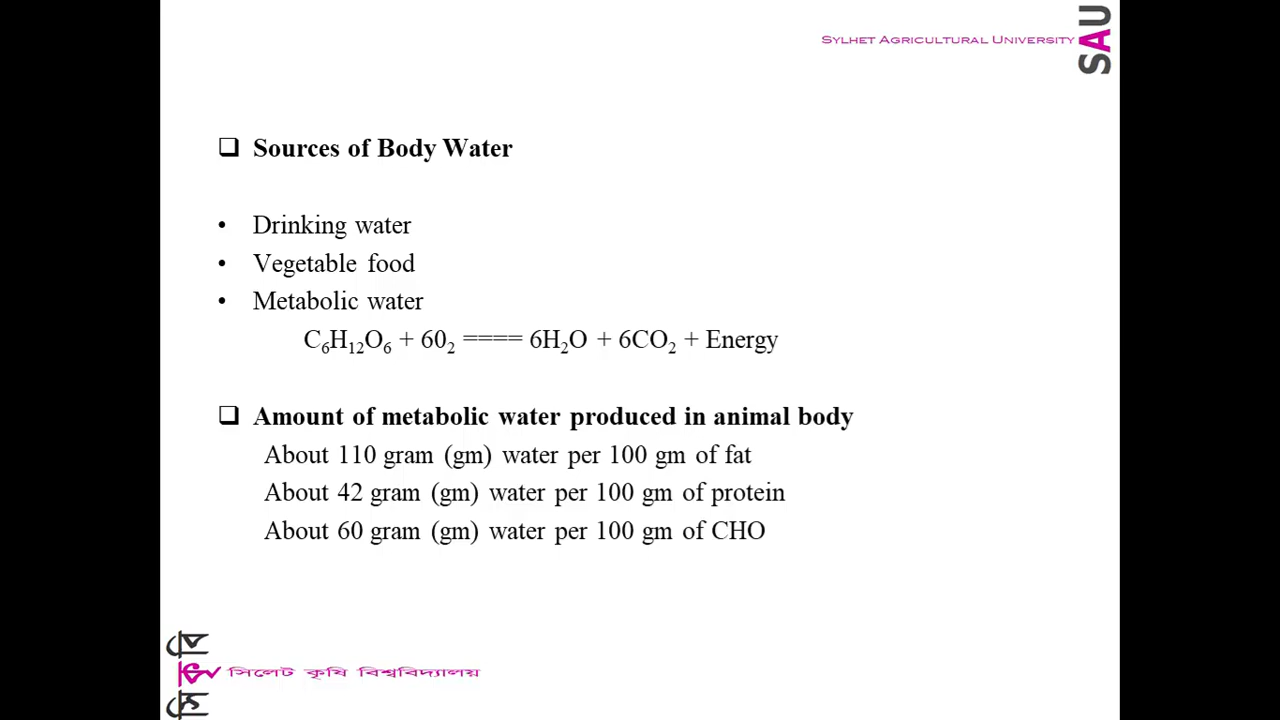 SYLHET AGRICULTURAL UNIVERSITY
SAU
❑ Sources of Body Water
• Drinking water
• Vegetable food
• Metabolic water
C₆H₁₂O₆ + 60₂ ==== 6H₂O + 6CO₂ + Energy
❑ Amount of metabolic water produced in animal body
About 110 gram (gm) water per 100 gm of fat
About 42 gram (gm) water per 100 gm of protein
About 60 gram (gm) water per 100 gm of CHO
সিকৃবি
সিলেট কৃষি বিশ্ববিদ্যালয়